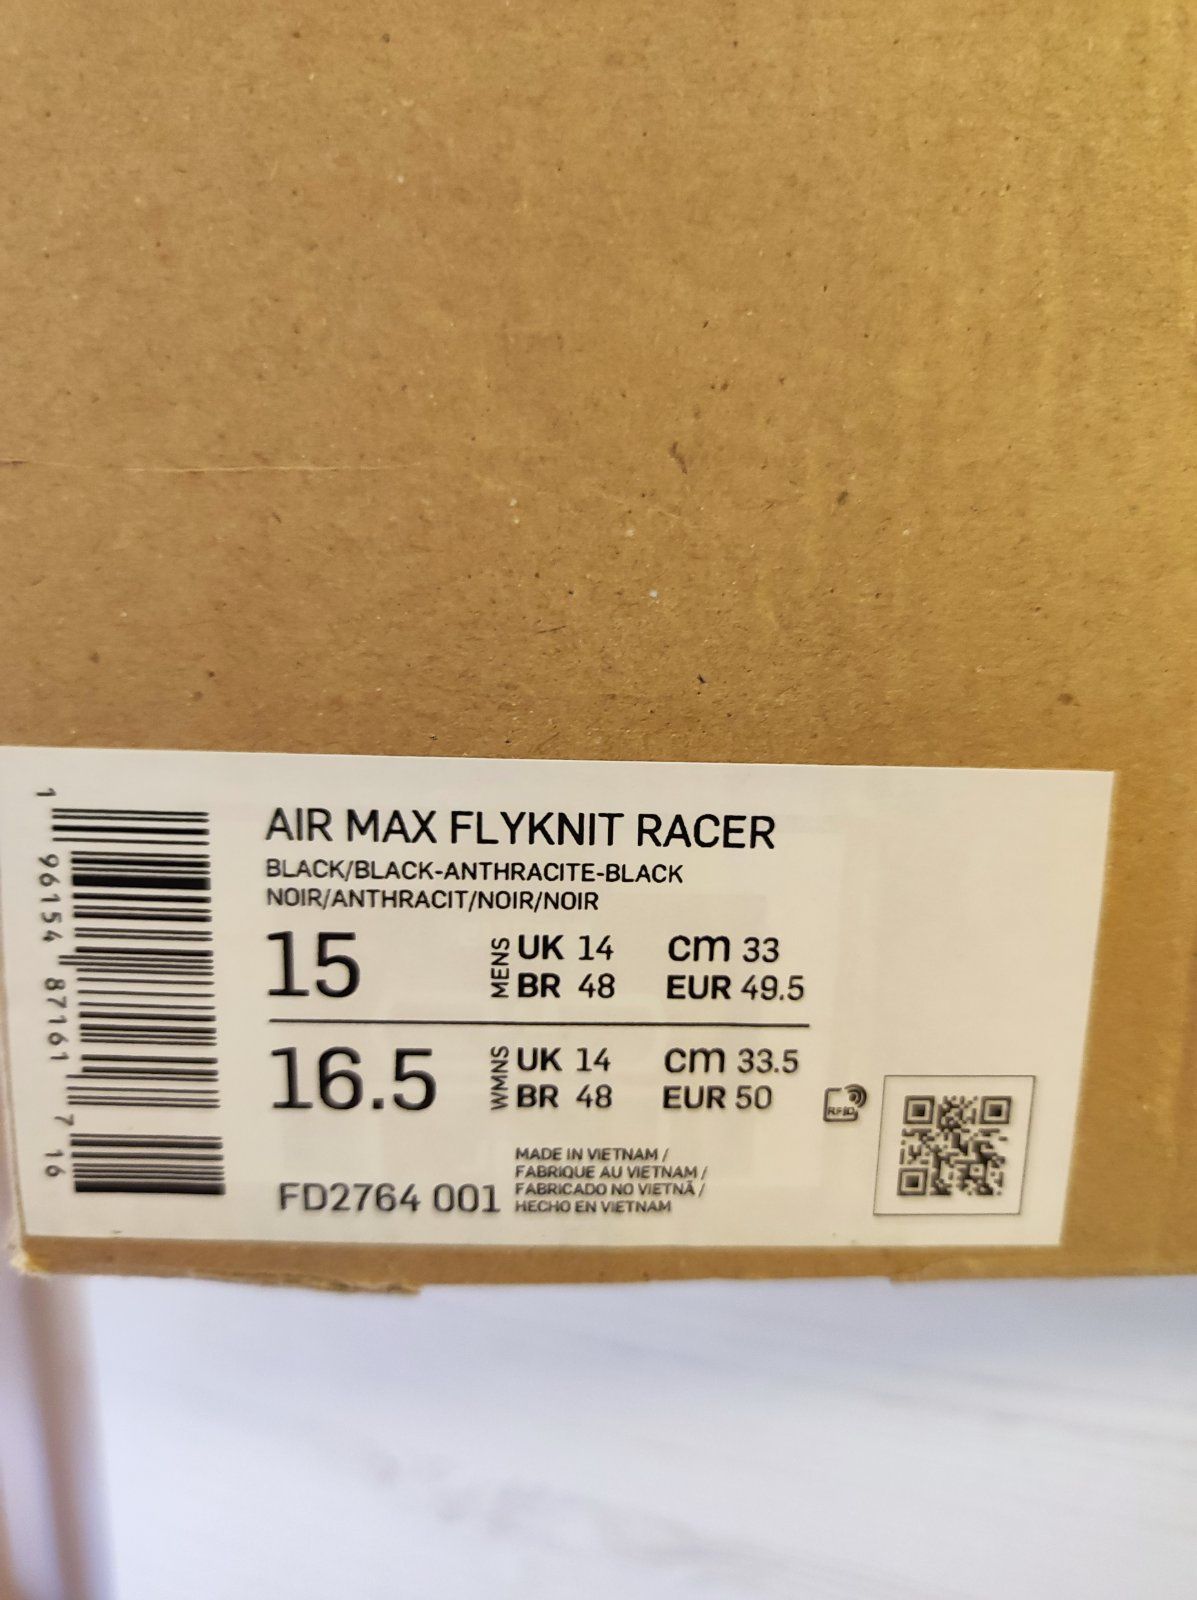 AIR MAX FLYKNIT RACER
BLACK/BLACK-ANTHRACITE-BLACK
NOIR/ANTHRACIT/NOIR/NOIR
15 MENS UK 14 cm 33
BR 48 EUR 49.5
16.5 WMNS UK 14 cm 33.5
BR 48 EUR 50
RFID
MADE IN VIETNAM /
FABRIQUE AU VIETNAM /
FABRICADO NO VIETNÃ /
HECHO EN VIETNAM
FD2764 001
1 96154 87161 7 16